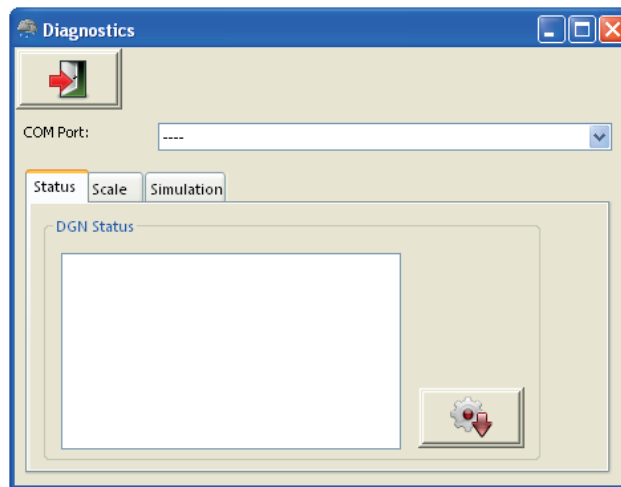 Diagnostics
COM Port:
----
Status Scale Simulation
DGN Status